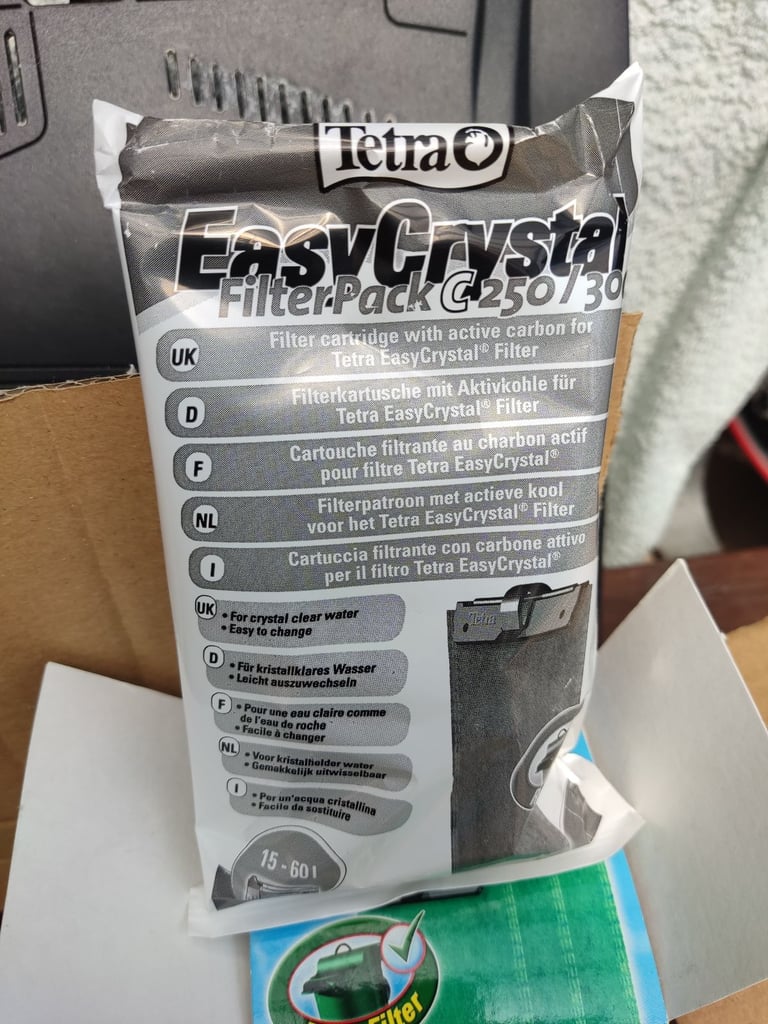 Tetra
EasyCrystal
FilterPack C 250/30
UK
Filter cartridge with active carbon for
Tetra EasyCrystal® Filter
D
Filterkartusche mit Aktivkohle für
Tetra EasyCrystal® Filter
F
Cartouche filtrante au charbon actif
pour filtre Tetra EasyCrystal®
NL
Filterpatroon met actieve kool
voor het Tetra EasyCrystal® Filter
I
Cartuccia filtrante con carbone attivo
per il filtro Tetra EasyCrystal®
UK
• For crystal clear water
• Easy to change
D
• Für kristallklares Wasser
• Leicht auszuwechseln
F
• Pour une eau claire comme
de l'eau de roche
• Facile à changer
NL
• Voor kristalhelder water
• Gemakkelijk uitwisselbaar
I
• Per un'acqua cristallina
• Facile da sostituire
Tetra
15 - 60 l
Filter